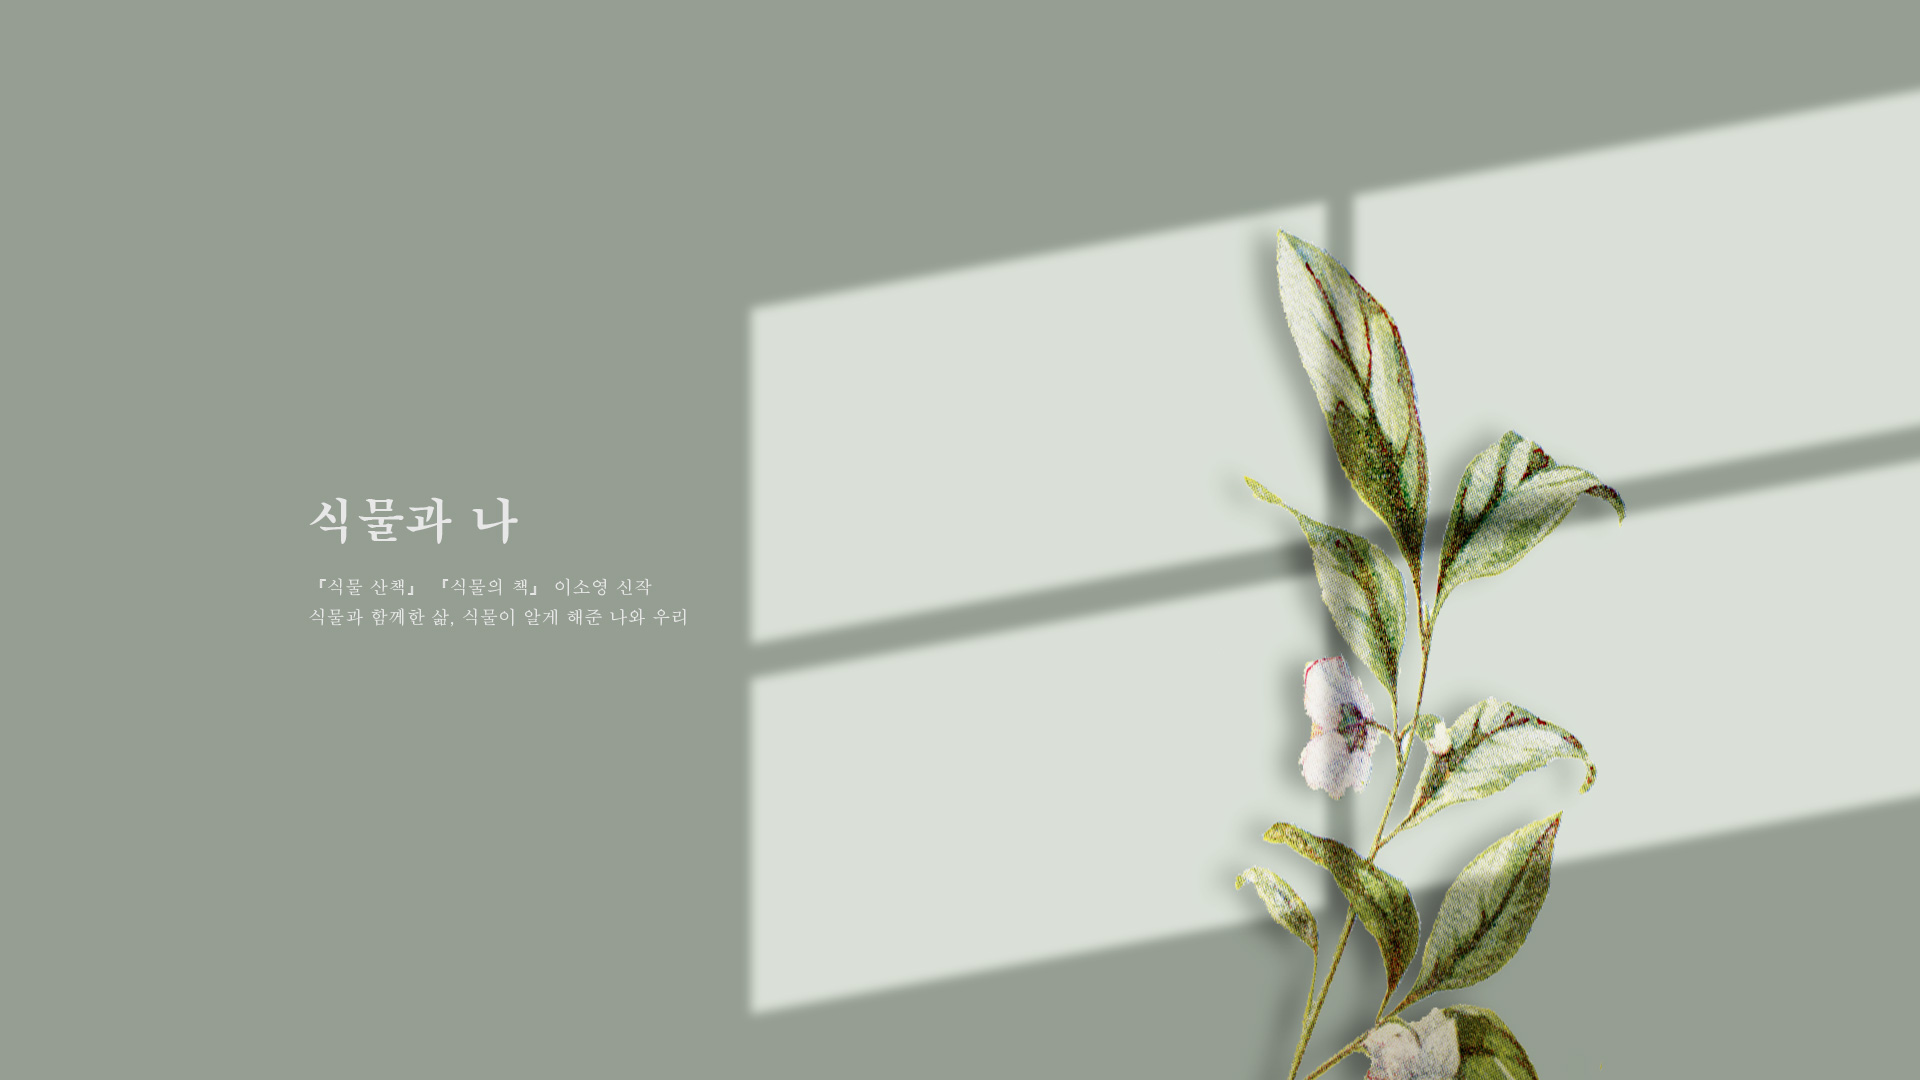 식물과 나
『식물 산책』 『식물의 책』 이소영 신작
식물과 함께한 삶, 식물이 알게 해준 나와 우리